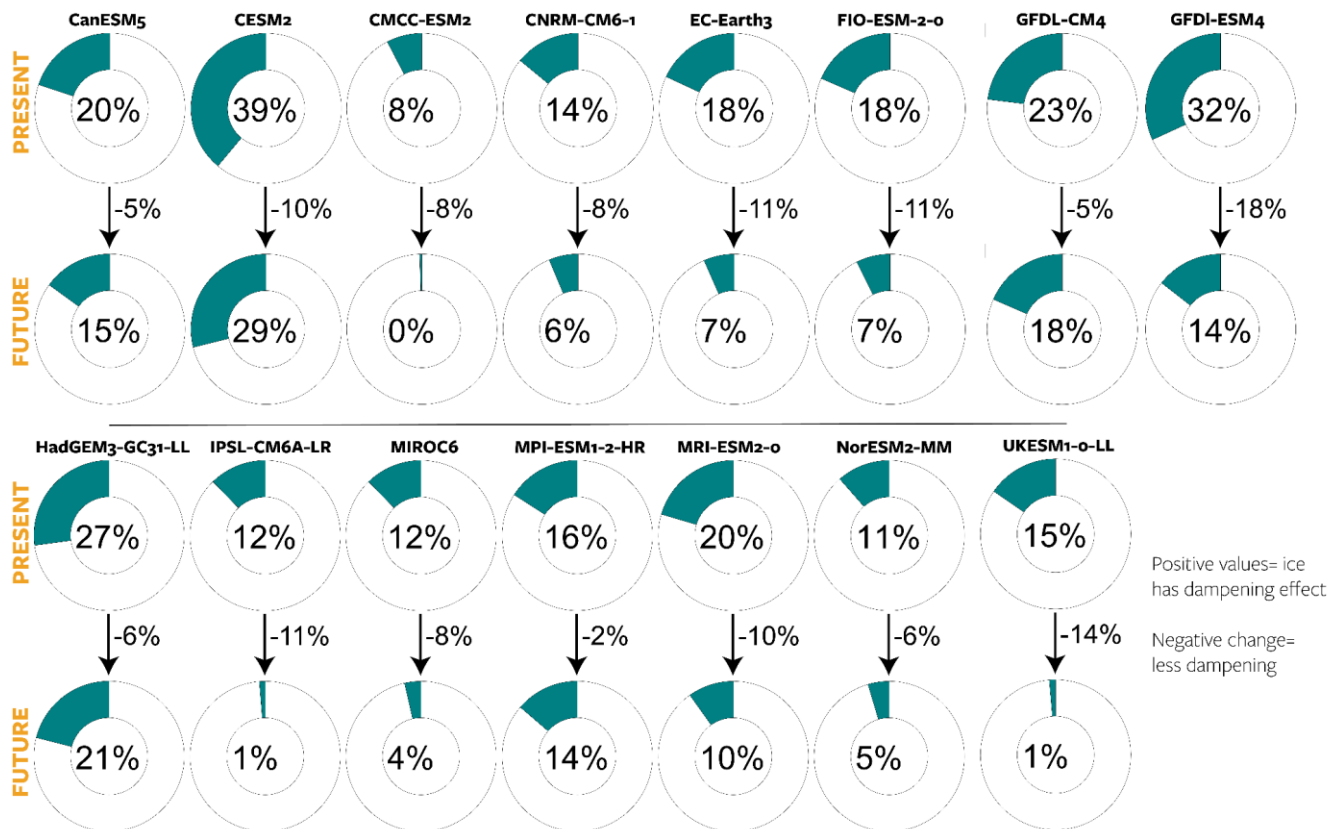 CanESM5 CESM2 CMCC-ESM2 CNRM-CM6-1 EC-Earth3 FIO-ESM-2-0 GFDL-CM4 GFDl-ESM4
PRESENT
20% 39% 8% 14% 18% 18% 23% 32%
-5% -10% -8% -8% -11% -11% -5% -18%
FUTURE
15% 29% 0% 6% 7% 7% 18% 14%
HadGEM3-GC31-LL IPSL-CM6A-LR MIROC6 MPI-ESM1-2-HR MRI-ESM2-0 NorESM2-MM UKESM1-0-LL
PRESENT
27% 12% 12% 16% 20% 11% 15%
Positive values= ice
has dampening effect
-6% -11% -8% -2% -10% -6% -14%
Negative change=
less dampening
FUTURE
21% 1% 4% 14% 10% 5% 1%